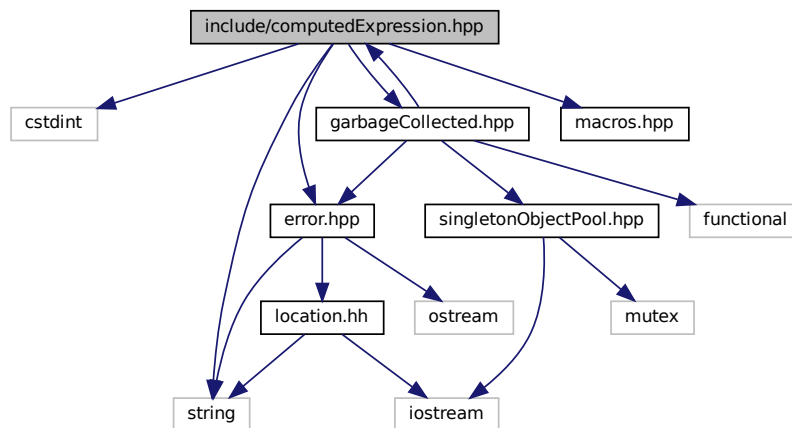 include/computedExpression.hpp
cstdint
garbageCollected.hpp
macros.hpp
error.hpp
singletonObjectPool.hpp
functional
location.hh
ostream
mutex
string
iostream